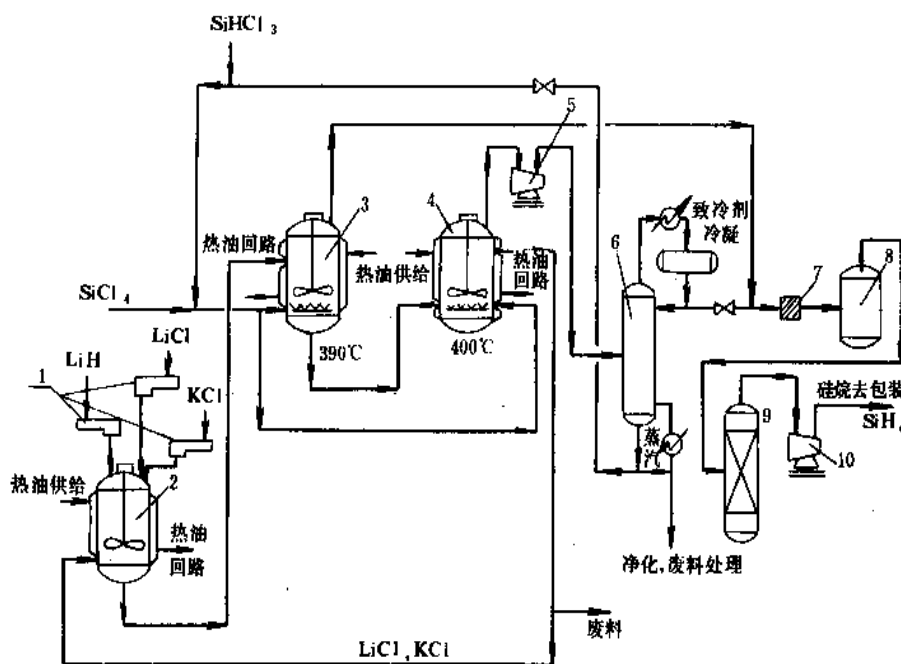 SiHCl₃
5
3
4
致冷剂
冷凝
热油回路
热油供给
热油
回路
6
7
8
SiCl₄
390℃
400℃
LiCl
LiH
KCl
1
硅烷去包装
SiH₄
9
蒸
汽
10
热油供给
2
热油
回路
净化,废料处理
废料
LiCl,KCl